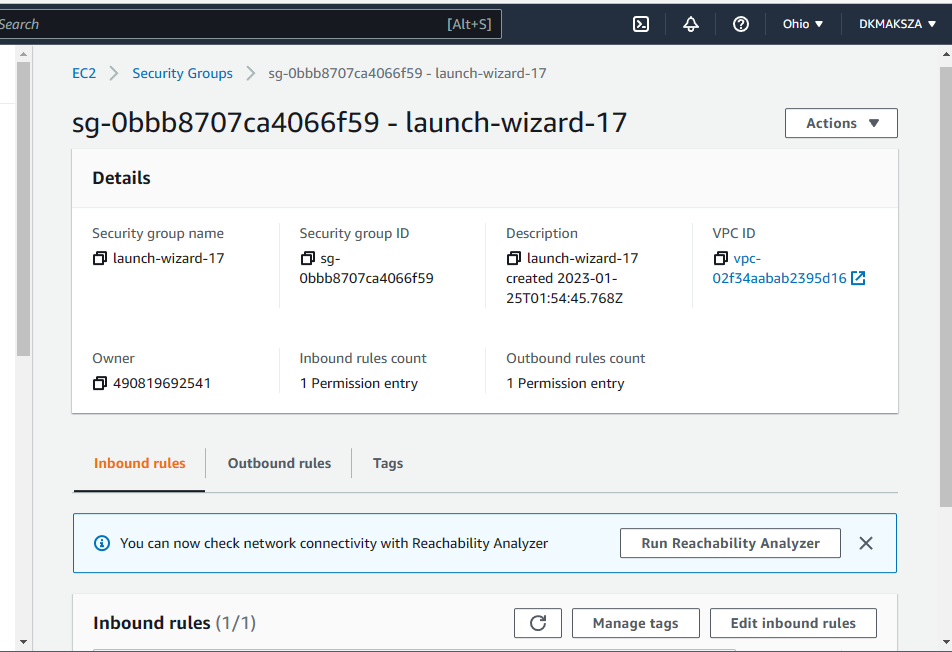 Search [Alt+S] Ohio ▼ DKMAKSZA ▼
EC2 > Security Groups > sg-0bbb8707ca4066f59 - launch-wizard-17
sg-0bbb8707ca4066f59 - launch-wizard-17
Actions ▼
Details
Security group name
launch-wizard-17
Security group ID
sg-
0bbb8707ca4066f59
Description
launch-wizard-17
created 2023-01-
25T01:54:45.768Z
VPC ID
vpc-
02f34aabab2395d16
Owner
490819692541
Inbound rules count
1 Permission entry
Outbound rules count
1 Permission entry
Inbound rules
Outbound rules
Tags
You can now check network connectivity with Reachability Analyzer
Run Reachability Analyzer
Inbound rules (1/1)
Manage tags
Edit inbound rules